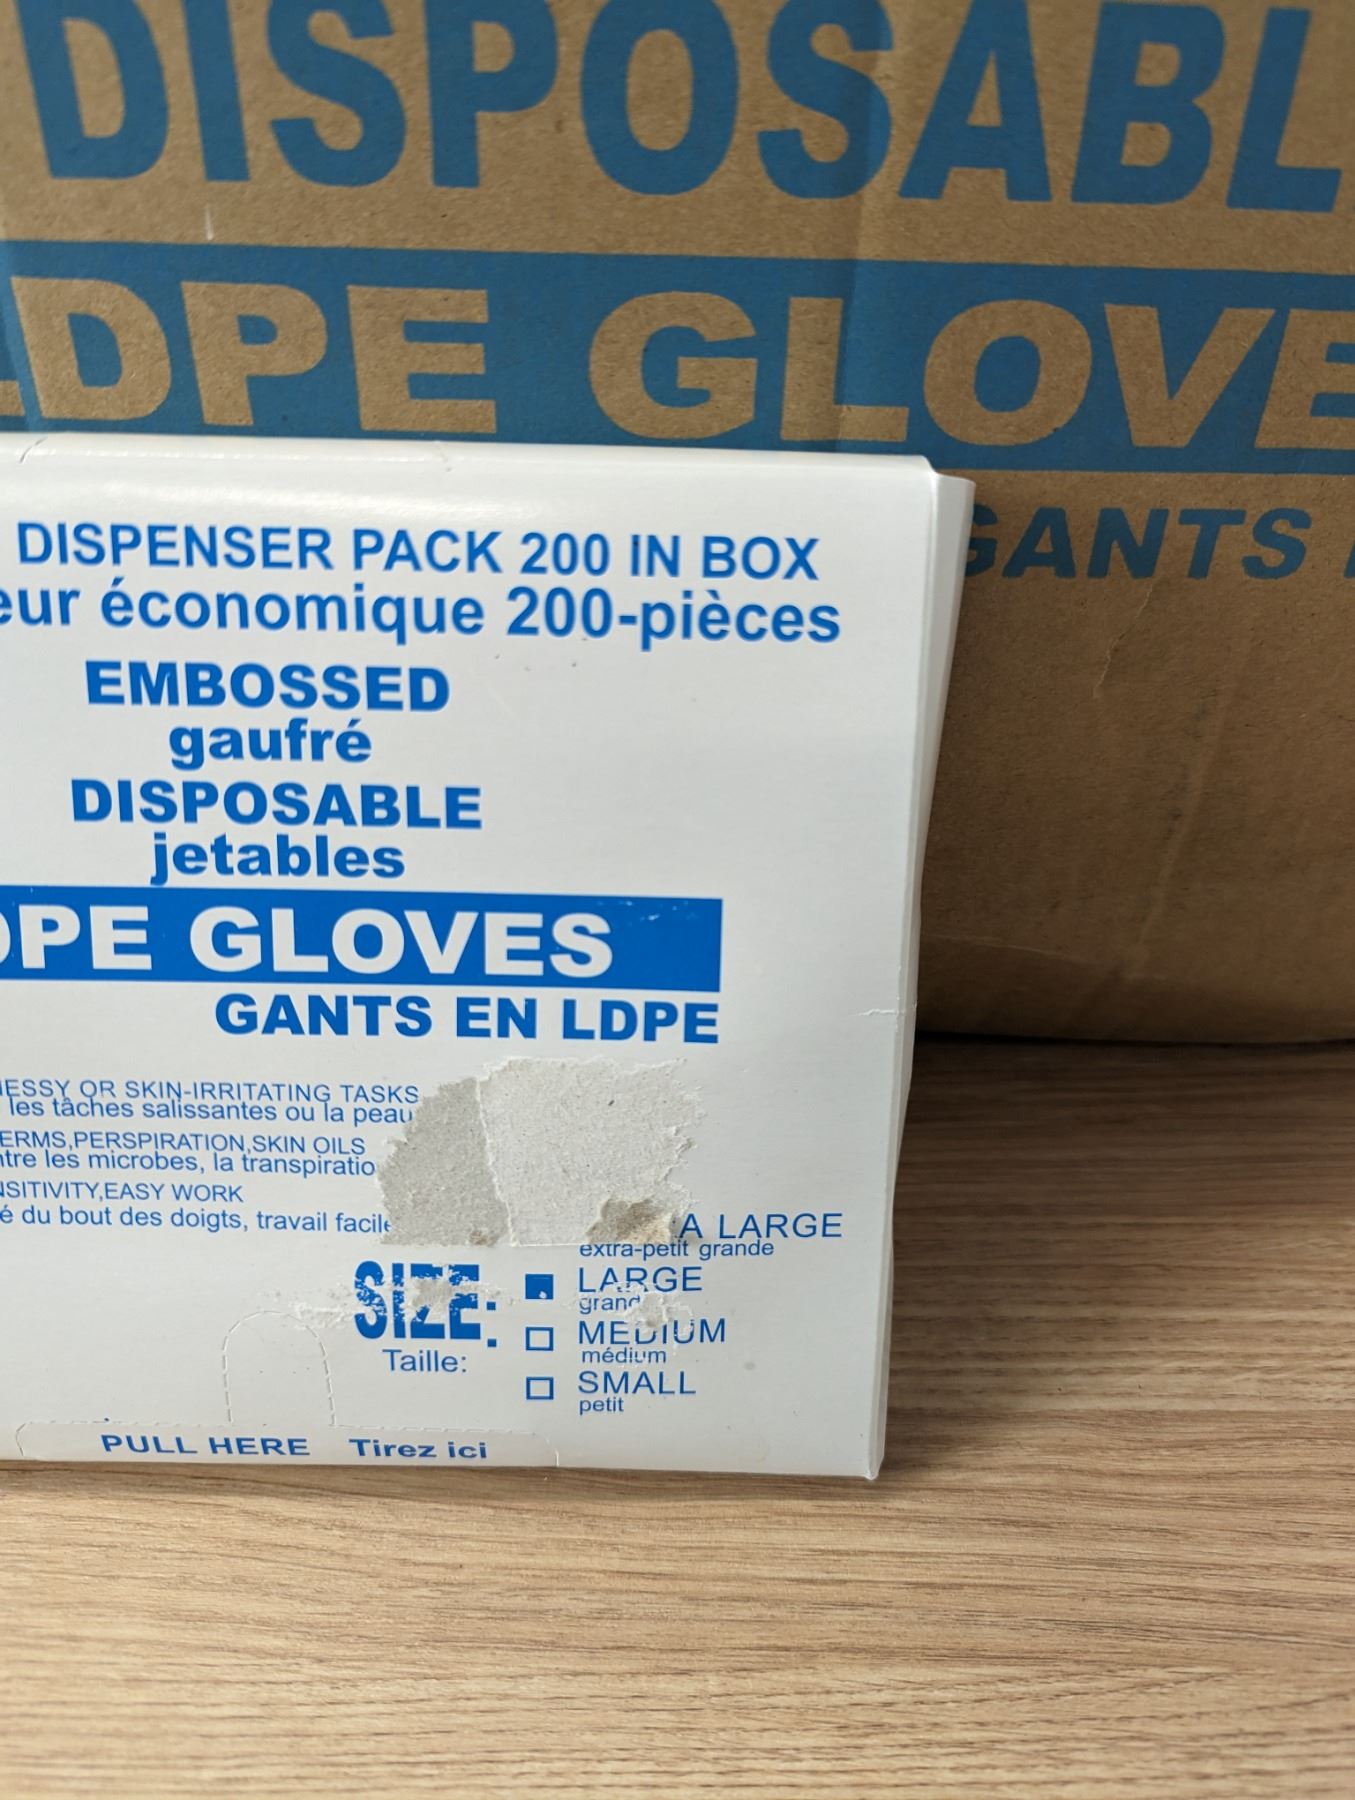 DISPOSABL
LDPE GLOVE
GANTS
DISPENSER PACK 200 IN BOX
eur économique 200-pièces
EMBOSSED
gaufré
DISPOSABLE
jetables
DPE GLOVES
GANTS EN LDPE
MESSY OR SKIN-IRRITATING TASKS
les tâches salissantes ou la peau
ERMS,PERSPIRATION,SKIN OILS
ntre les microbes, la transpiratio
NSITIVITY,EASY WORK
é du bout des doigts, travail facile
A LARGE
extra-petit grande
SIZE:
LARGE
grand
MEDIUM
médium
Taille:
SMALL
petit
PULL HERE Tirez ici